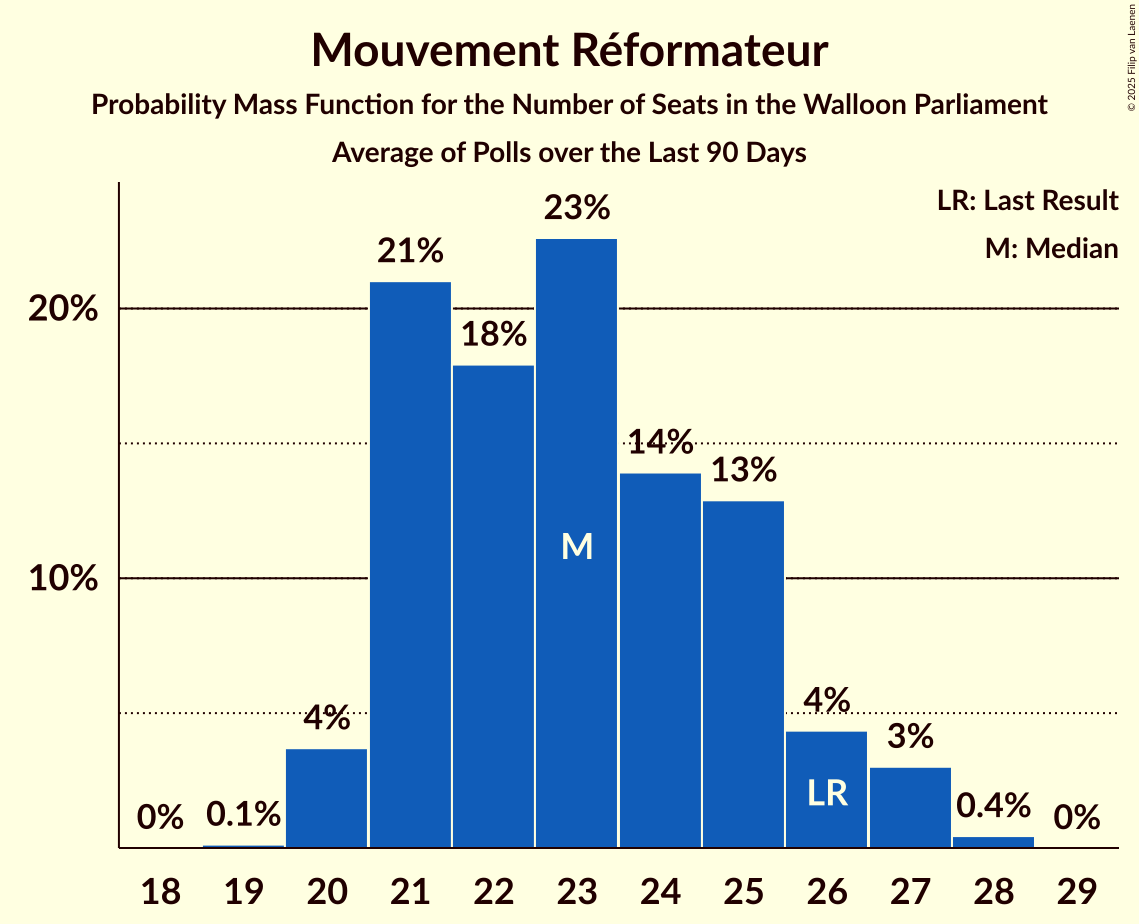 Mouvement Réformateur
Probability Mass Function for the Number of Seats in the Walloon Parliament
Average of Polls over the Last 90 Days
© 2025 Filip van Laenen
LR: Last Result
M: Median
20%
10%
0%
0.1%
4%
21%
18%
23%
14%
13%
4%
3%
0.4%
0%
M
LR
18 19 20 21 22 23 24 25 26 27 28 29